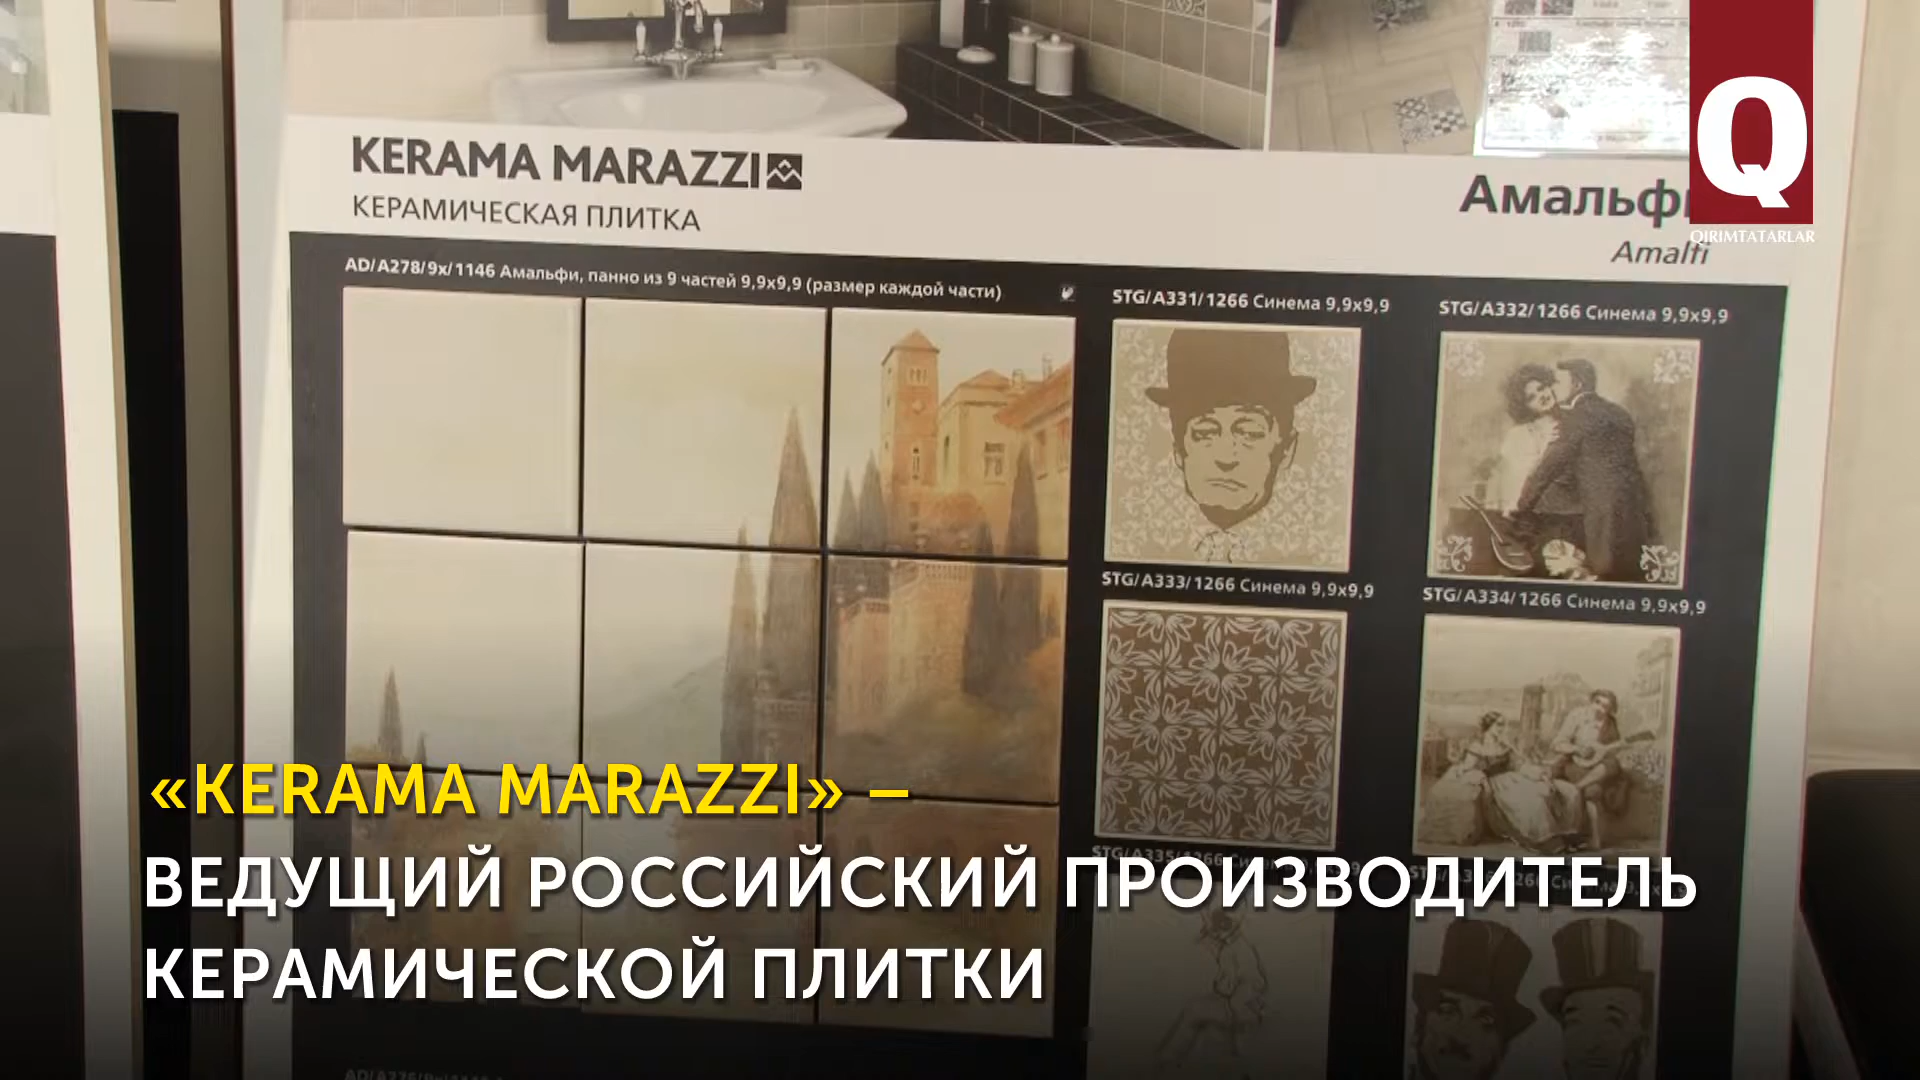 KERAMA MARAZZI
КЕРАМИЧЕСКАЯ ПЛИТКА
Q
QIRIMTATARLAR
Amalfi
AD/A278/9x/1146 Амальфи, панно из 9 частей 9,9x9,9 (размер каждой части)
STG/A331/1266 Синема 9,9x9,9
STG/A332/1266 Синема 9,9x9,9
STG/A333/1266 Синема 9,9x9,9
STG/A334/1266 Синема 9,9x9,9
«KERAMA MARAZZI» –
ВЕДУЩИЙ РОССИЙСКИЙ ПРОИЗВОДИТЕЛЬ
КЕРАМИЧЕСКОЙ ПЛИТКИ